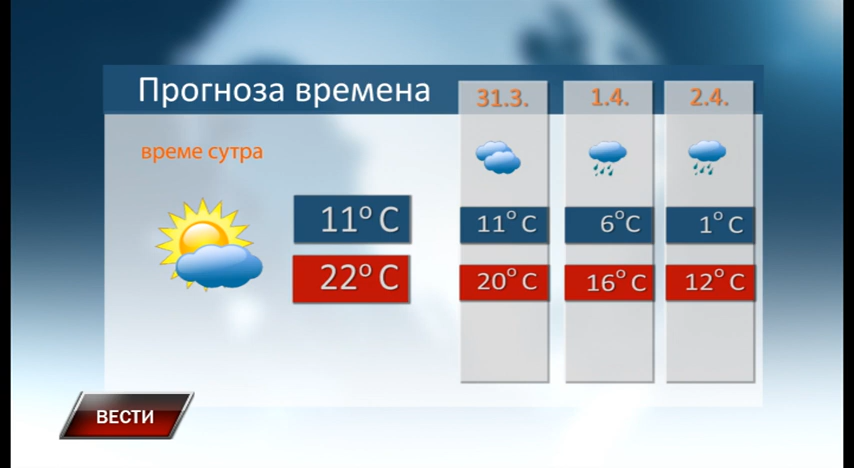 Прогноза времена
време сутра
11°C
22°C
31.3.
11°C
20°C
1.4.
6°C
16°C
2.4.
1°C
12°C
ВЕСТИ